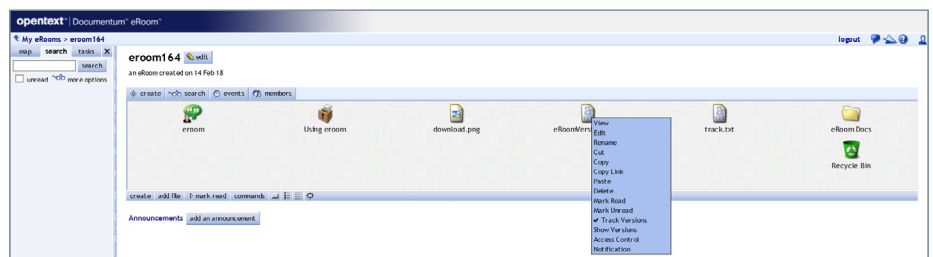 opentext™ | Documentum™ eRoom™
My eRooms > eroom164
logout
map search tasks X
search
unread more options
eroom164 edit
an eRoom created on 14 Feb 18
create search events members
eroom
Using eroom
download.png
eRoomVers
track.txt
eRoom Docs
Recycle Bin
View
Edit
Rename
Cut
Copy
Copy Link
Paste
Delete
Mark Read
Mark Unread
✔ Track Versions
Show Versions
Access Control
Notification
create add file mark read commands
Announcements add an announcement